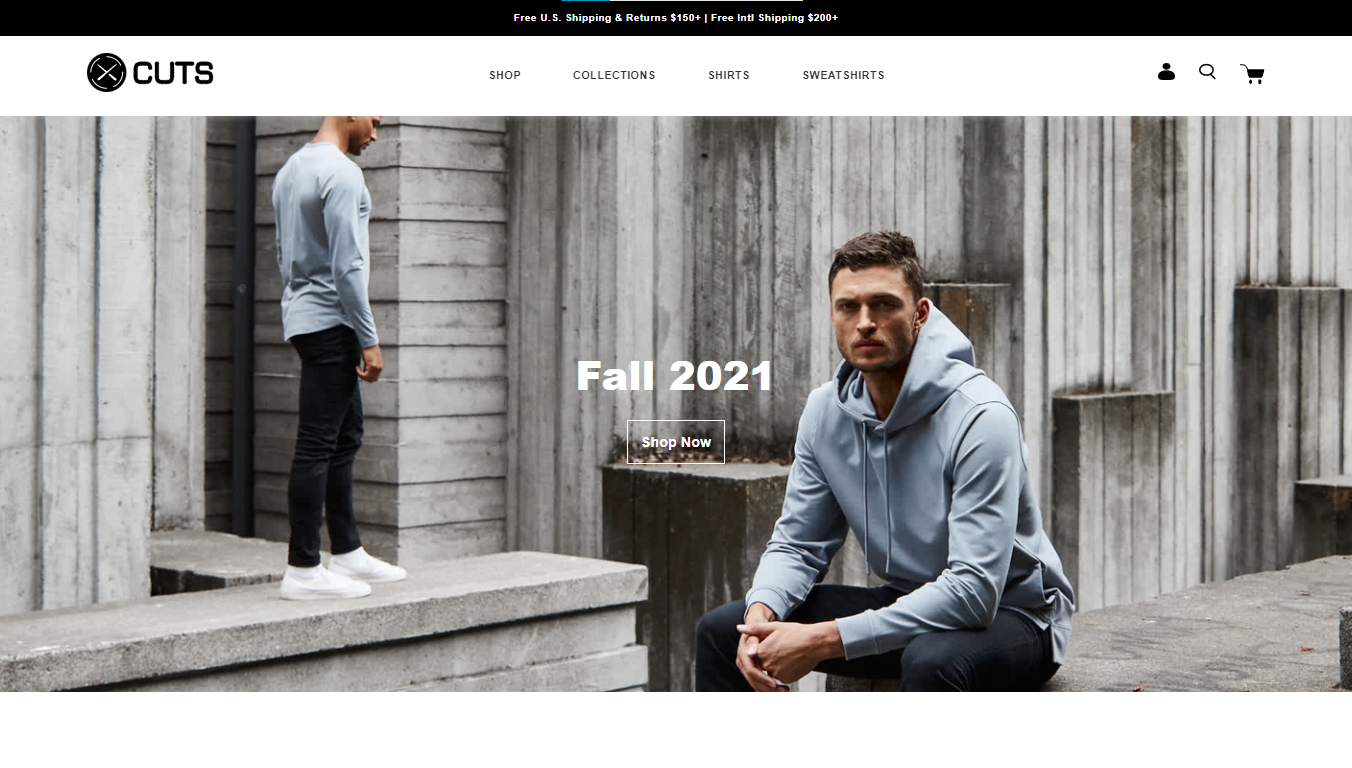 Free U.S. Shipping & Returns $150+ | Free Intl Shipping $200+
CUTS
SHOP
COLLECTIONS
SHIRTS
SWEATSHIRTS
Fall 2021
Shop Now